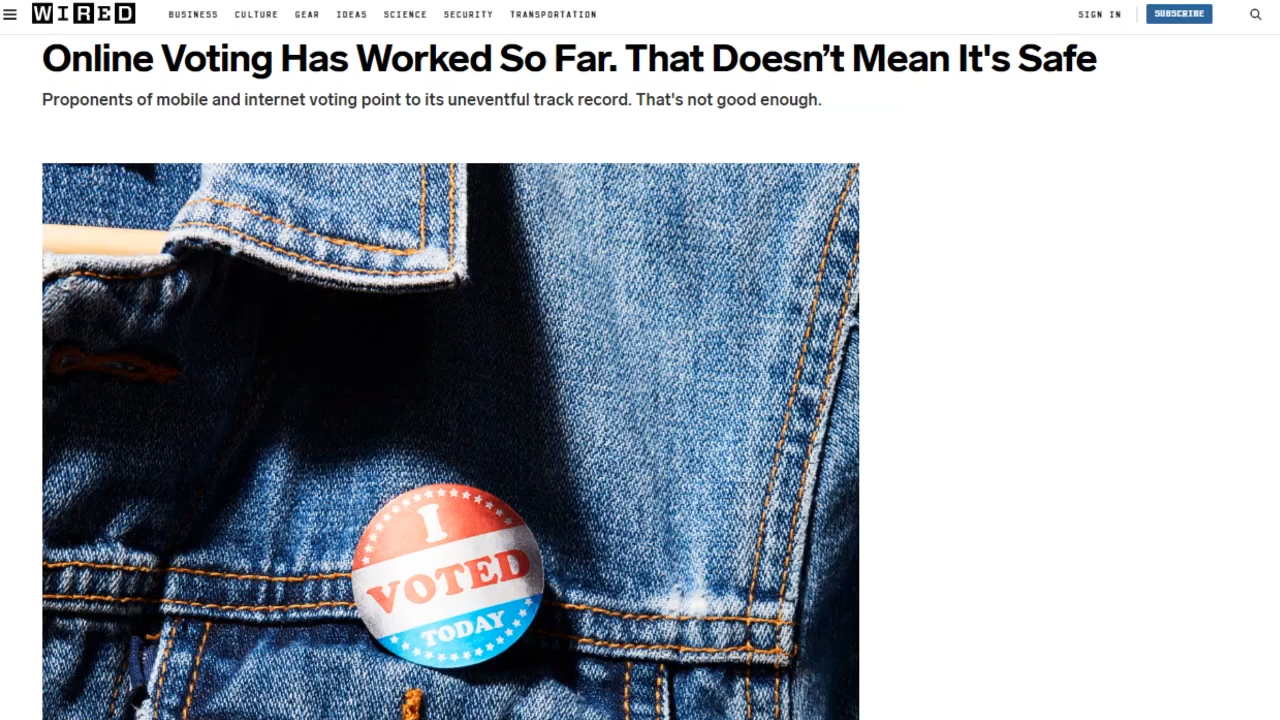 WIRED
BUSINESS CULTURE GEAR IDEAS SCIENCE SECURITY TRANSPORTATION
SIGN IN
SUBSCRIBE
Online Voting Has Worked So Far. That Doesn’t Mean It's Safe
Proponents of mobile and internet voting point to its uneventful track record. That's not good enough.
I
VOTED
TODAY